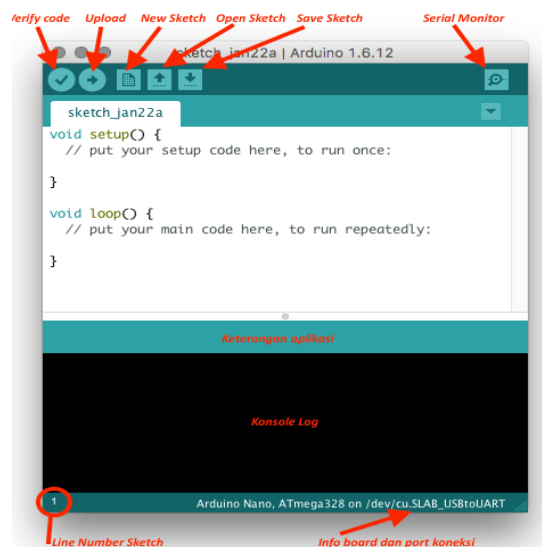 Verify code Upload New Sketch Open Sketch Save Sketch Serial Monitor
sketch_jan22a | Arduino 1.6.12
sketch_jan22a
void setup() {
// put your setup code here, to run once:
}
void loop() {
// put your main code here, to run repeatedly:
}
Keterangan aplikasi
Konsole Log
1
Arduino Nano, ATmega328 on /dev/cu.SLAB_USBtoUART
Line Number Sketch
Info board dan port koneksi